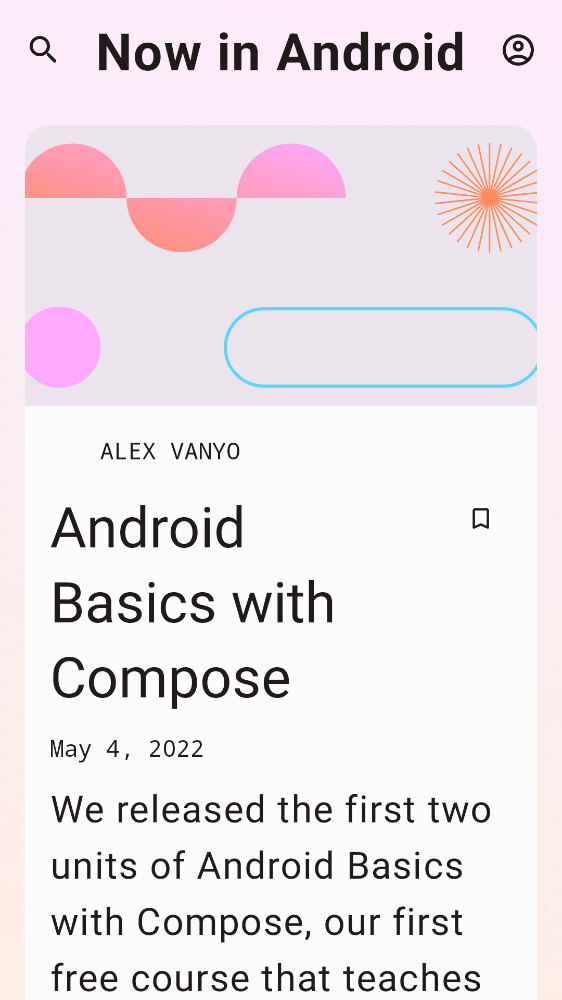 Now in Android
ALEX VANYO
Android
Basics with
Compose
May 4, 2022
We released the first two
units of Android Basics
with Compose, our first
free course that teaches